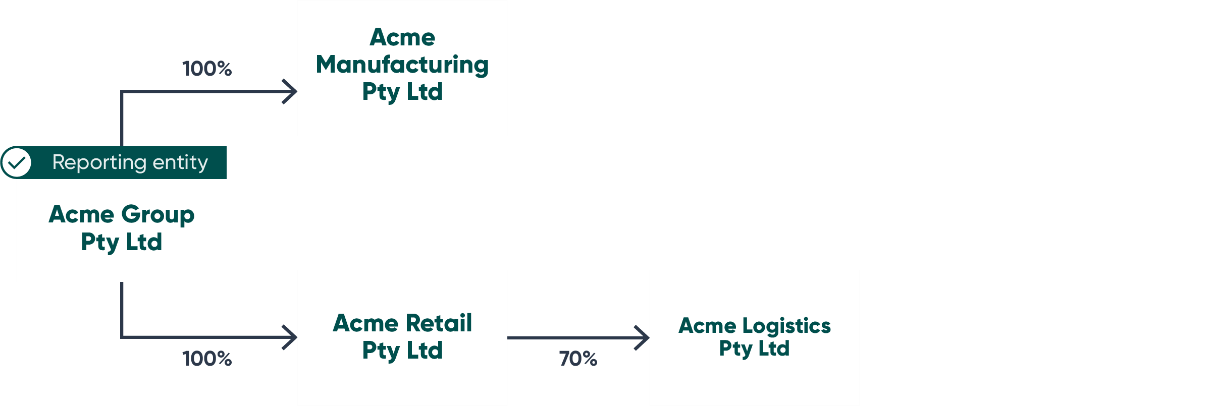 Acme
Manufacturing
Pty Ltd
100%
Reporting entity
Acme Group
Pty Ltd
Acme Retail
Pty Ltd
100%
70%
Acme Logistics
Pty Ltd